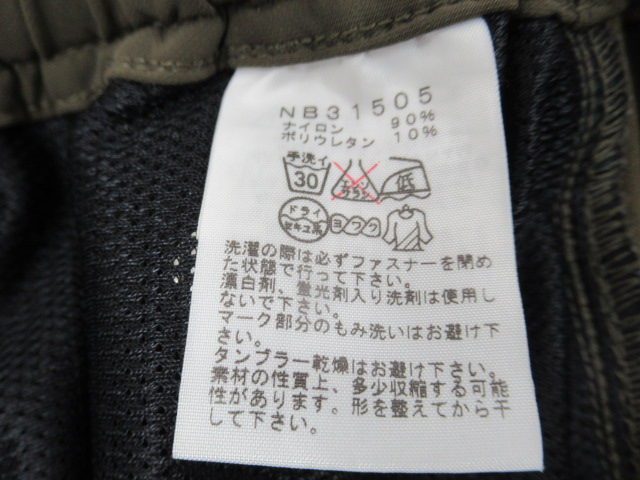 NB31505
ナイロン 90%
ポリウレタン 10%
手洗イ
30
エンソ
サラシ
低
ドライ
セキユ系
ヨワク
洗濯の際は必ずファスナーを閉め
た状態で行って下さい。
漂白剤、蛍光剤入り洗剤は使用し
ないで下さい。
マーク部分のもみ洗いはお避け下
さい。
タンブラー乾燥はお避け下さい。
素材の性質上、多少収縮する可能
性があります。形を整えてから干
して下さい。